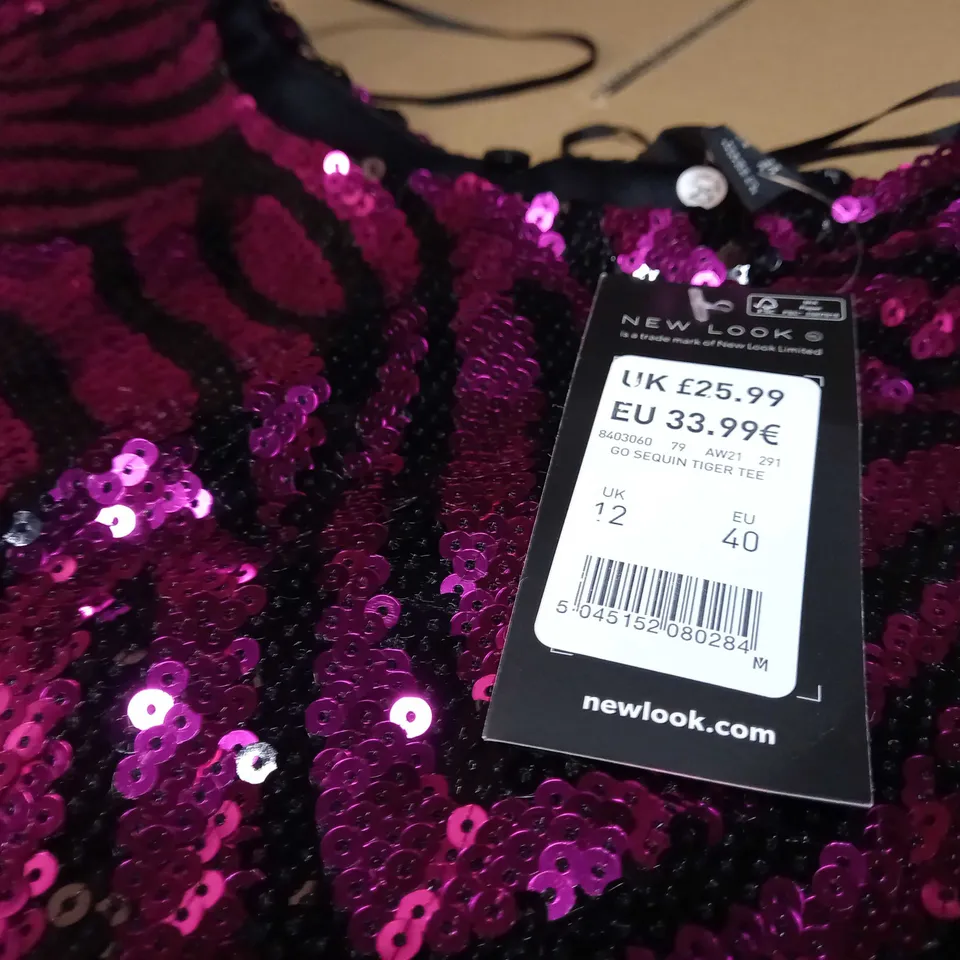 NEW LOOK
is a trade mark of New Look Limited
UK £25.99
EU 33.99€
8403060 79 AW21 291
GO SEQUIN TIGER TEE
UK
12
EU
40
5 045152 080284
M
newlook.com